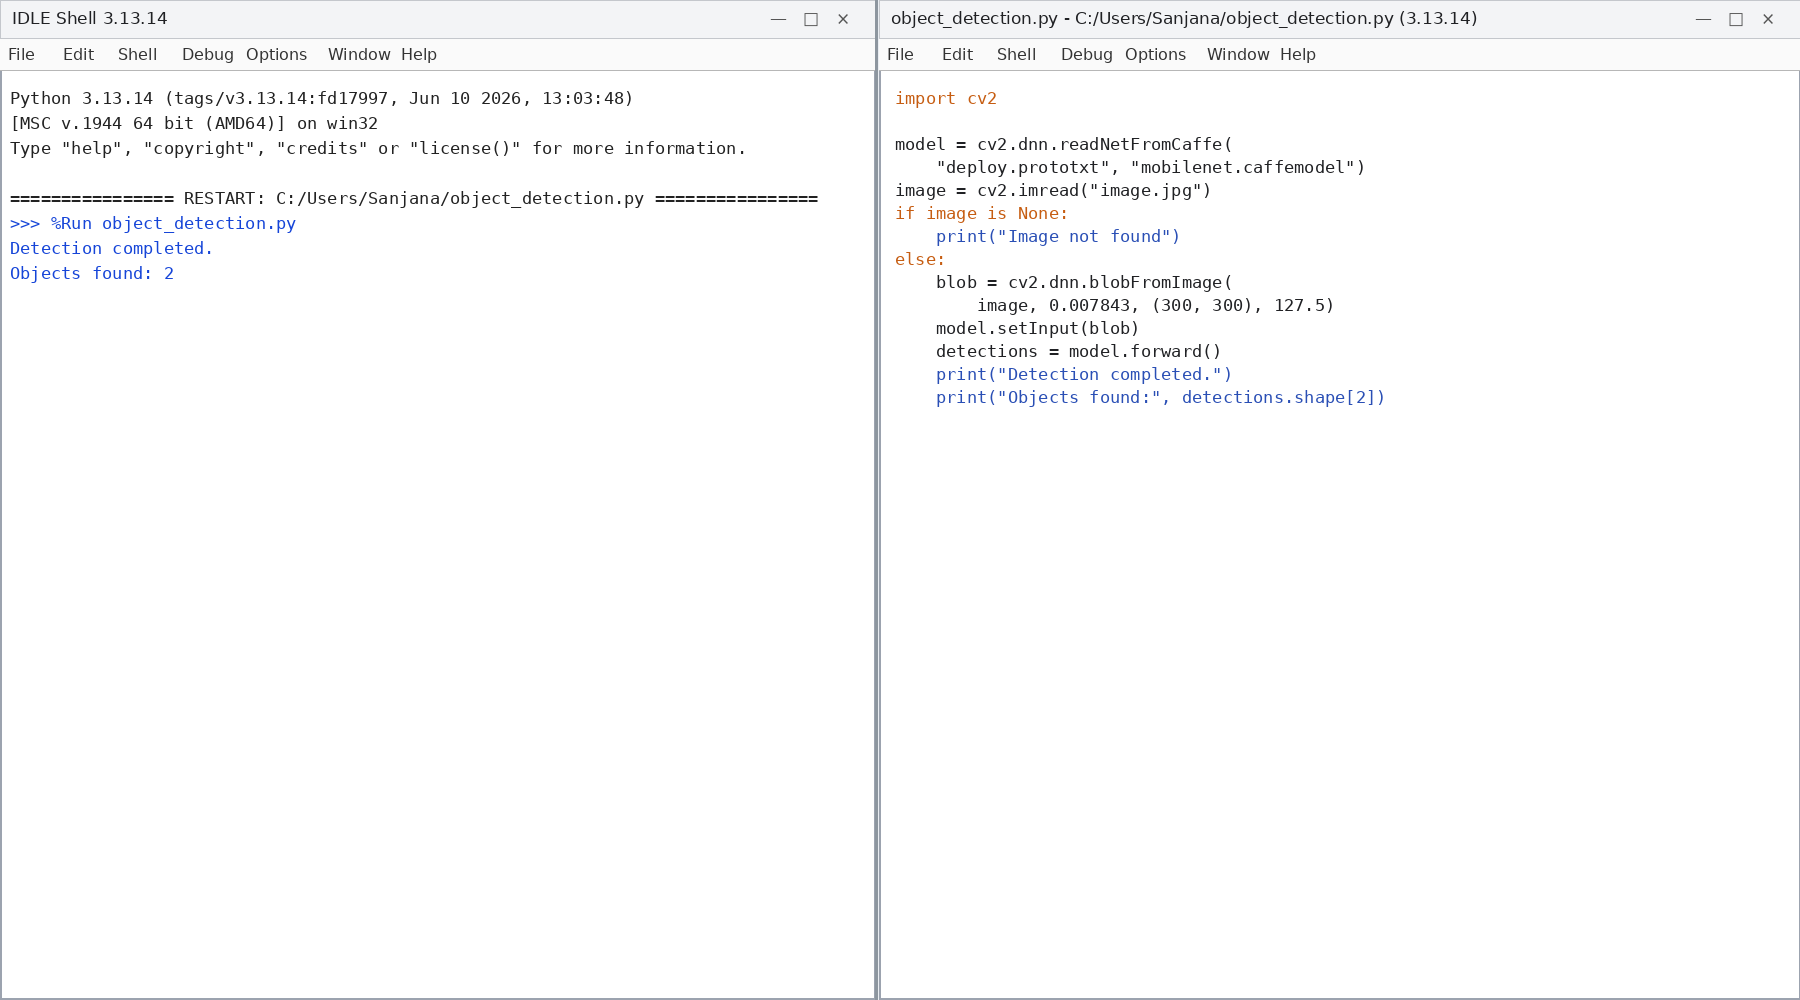 IDLE Shell 3.13.14
File Edit Shell Debug Options Window Help
Python 3.13.14 (tags/v3.13.14:fd17997, Jun 10 2026, 13:03:48)
[MSC v.1944 64 bit (AMD64)] on win32
Type "help", "copyright", "credits" or "license()" for more information.
================ RESTART: C:/Users/Sanjana/object_detection.py ================
>>> %Run object_detection.py
Detection completed.
Objects found: 2
object_detection.py - C:/Users/Sanjana/object_detection.py (3.13.14)
File Edit Shell Debug Options Window Help
import cv2
model = cv2.dnn.readNetFromCaffe(
    "deploy.prototxt", "mobilenet.caffemodel")
image = cv2.imread("image.jpg")
if image is None:
    print("Image not found")
else:
    blob = cv2.dnn.blobFromImage(
        image, 0.007843, (300, 300), 127.5)
    model.setInput(blob)
    detections = model.forward()
    print("Detection completed.")
    print("Objects found:", detections.shape[2])